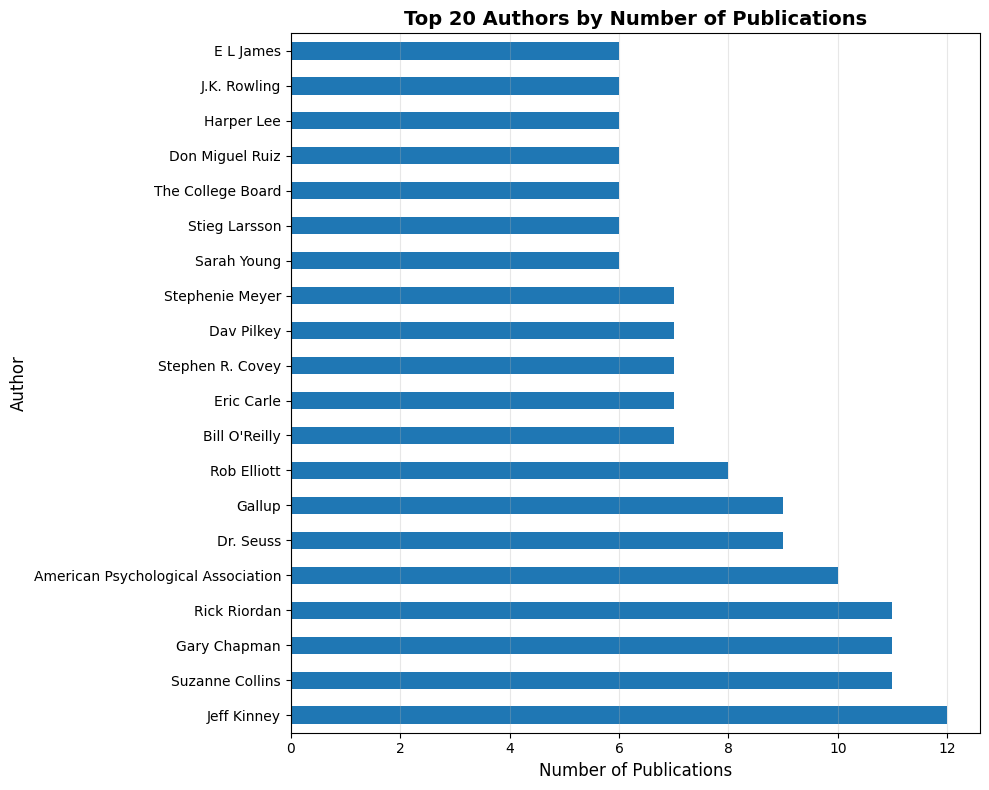 Top 20 Authors by Number of Publications
E L James
J.K. Rowling
Harper Lee
Don Miguel Ruiz
The College Board
Stieg Larsson
Sarah Young
Stephenie Meyer
Dav Pilkey
Stephen R. Covey
Eric Carle
Bill O'Reilly
Rob Elliott
Gallup
Dr. Seuss
American Psychological Association
Rick Riordan
Gary Chapman
Suzanne Collins
Jeff Kinney
Author
0 2 4 6 8 10 12
Number of Publications